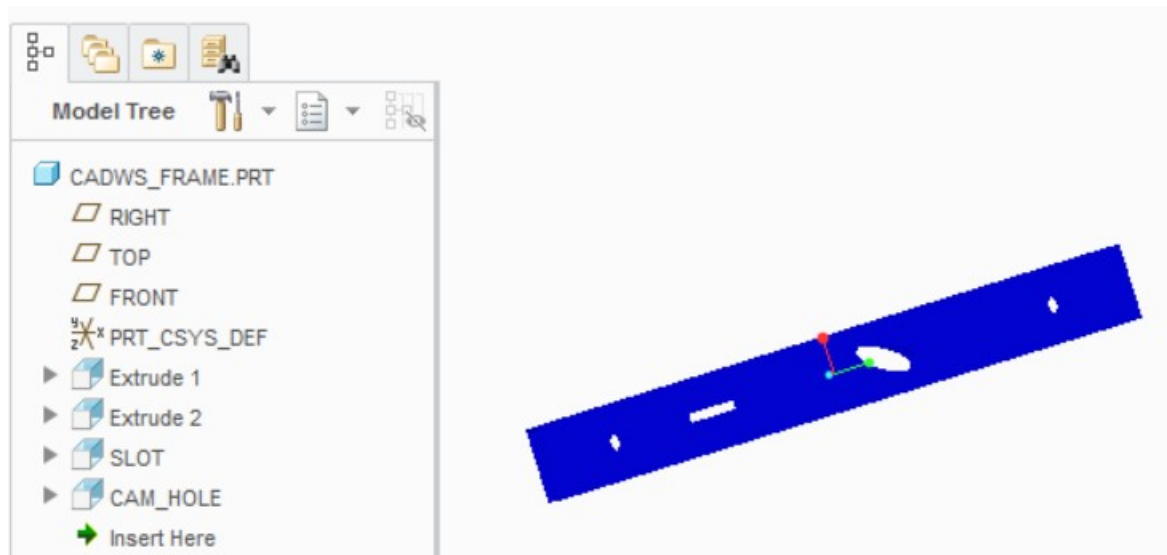 Model Tree
CADWS_FRAME.PRT
RIGHT
TOP
FRONT
PRT_CSYS_DEF
Extrude 1
Extrude 2
SLOT
CAM_HOLE
Insert Here